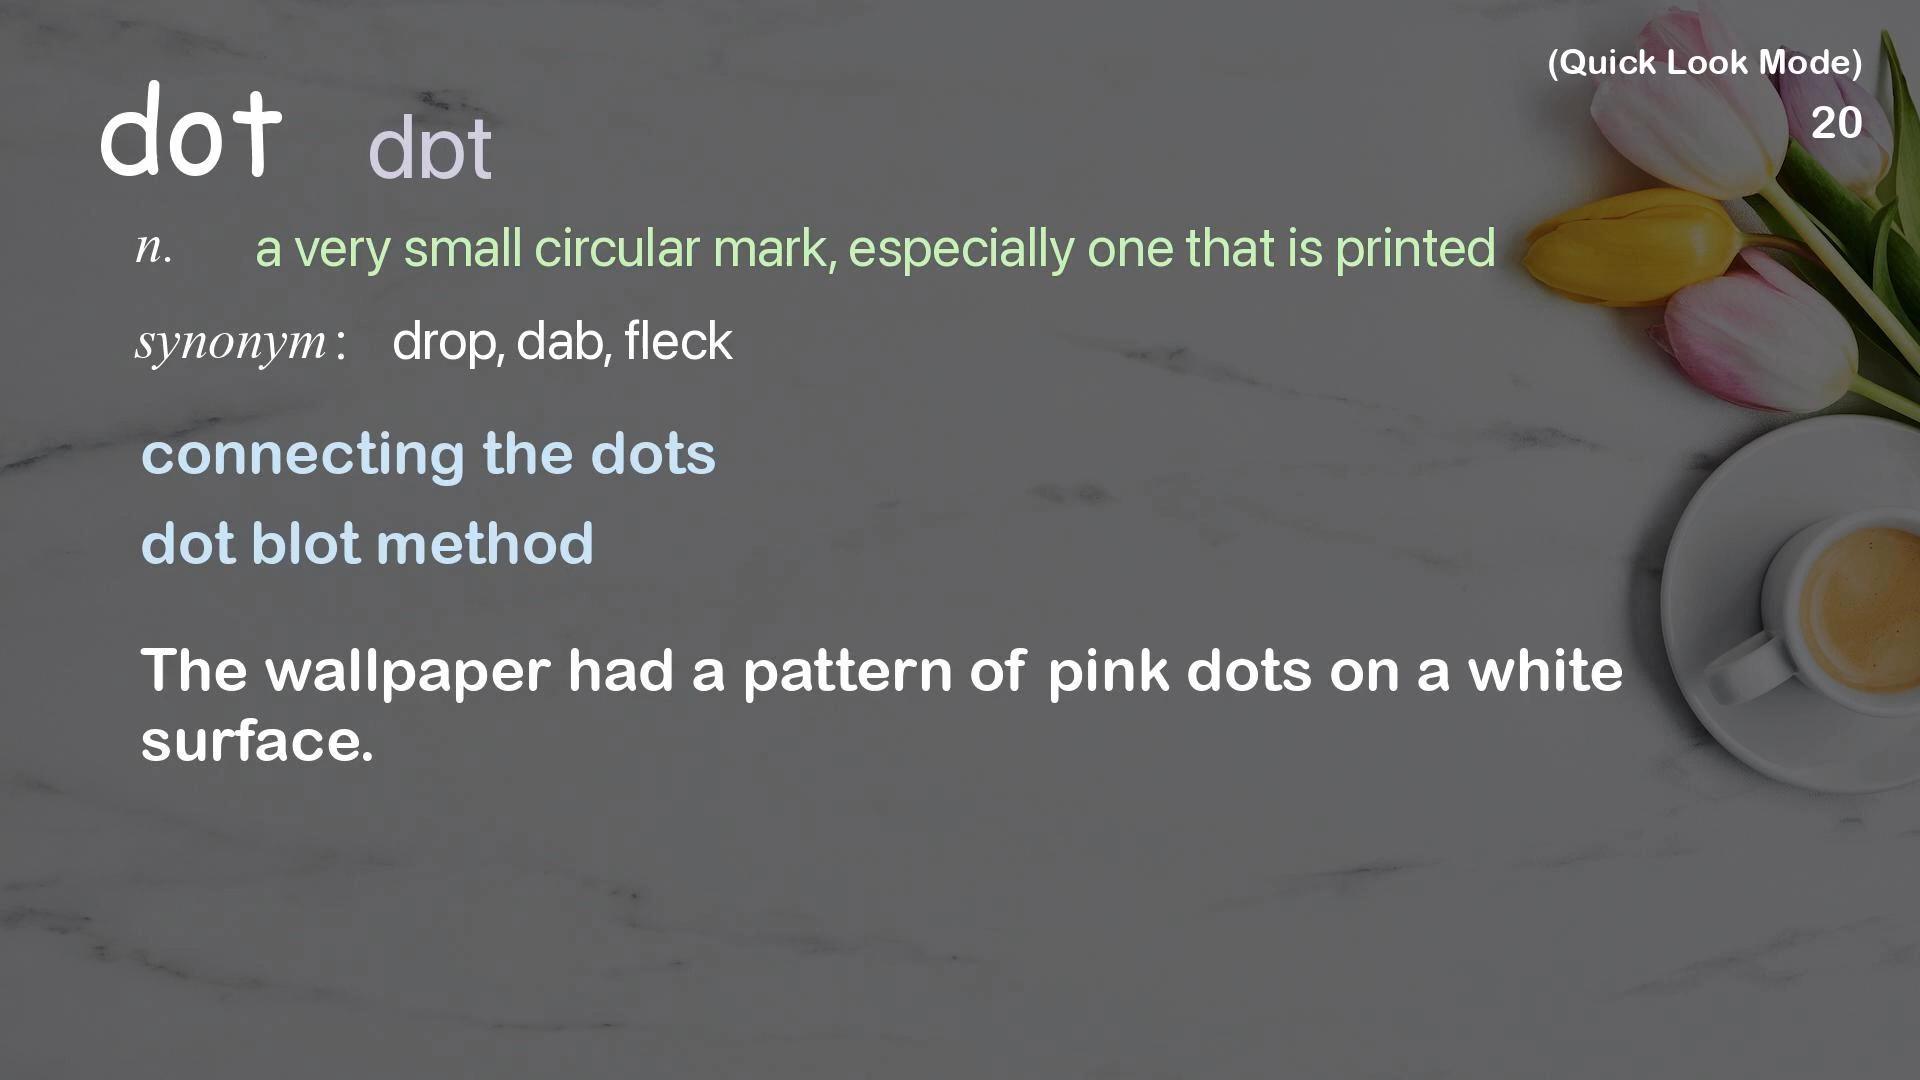 (Quick Look Mode)
20
dot dɒt
n. a very small circular mark, especially one that is printed
synonym: drop, dab, fleck
connecting the dots
dot blot method
The wallpaper had a pattern of pink dots on a white
surface.